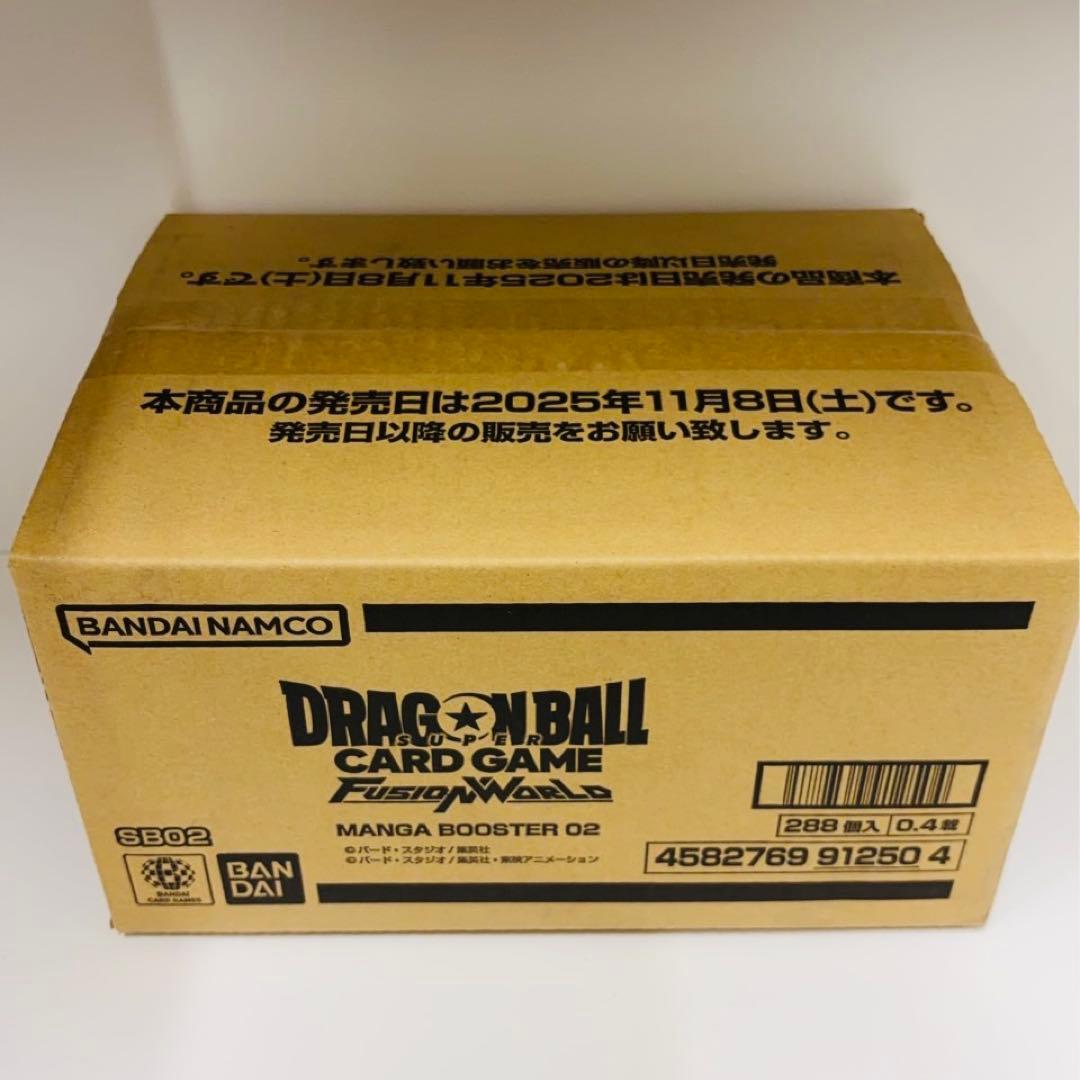 本商品の発売日は2025年11月8日(土)です。
発売日以降の販売をお願い致します。
本商品の発売日は2025年11月8日(土)です。
発売日以降の販売をお願い致します。
BANDAI NAMCO
DRAGON BALL
SUPER
CARD GAME
FUSION WORLD
MANGA BOOSTER 02
©バード・スタジオ/集英社
©バード・スタジオ/集英社・東映アニメーション
SB02
BANDAI
CARD GAMES
BAN
DAI
288 個入 0.4才
4582769 91250 4